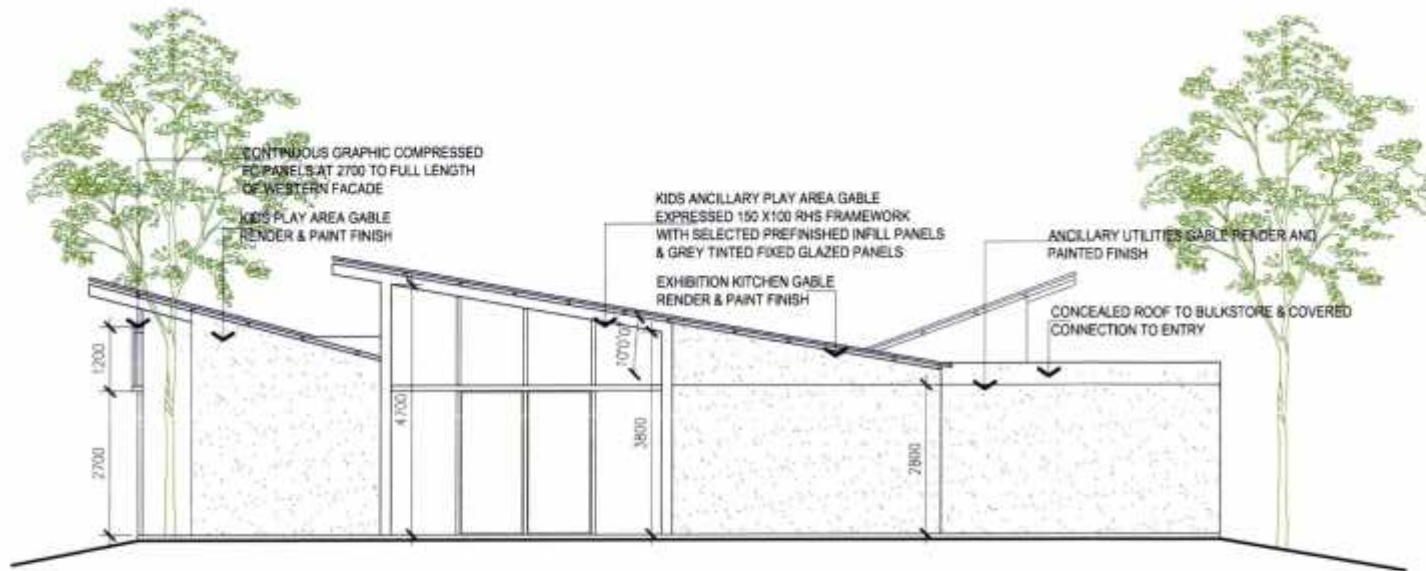 CONTINUOUS GRAPHIC COMPRESSED
FC PANELS AT 2700 TO FULL LENGTH
OF WESTERN FACADE
KIDS PLAY AREA GABLE
RENDER & PAINT FINISH
KIDS ANCILLARY PLAY AREA GABLE
EXPRESSED 150 X100 RHS FRAMEWORK
WITH SELECTED PREFINISHED INFILL PANELS
& GREY TINTED FIXED GLAZED PANELS
EXHIBITION KITCHEN GABLE
RENDER & PAINT FINISH
ANCILLARY UTILITIES GABLE RENDER AND
PAINTED FINISH
CONCEALED ROOF TO BULKSTORE & COVERED
CONNECTION TO ENTRY
1200
2700
4700
10°0.0'
3800
2800